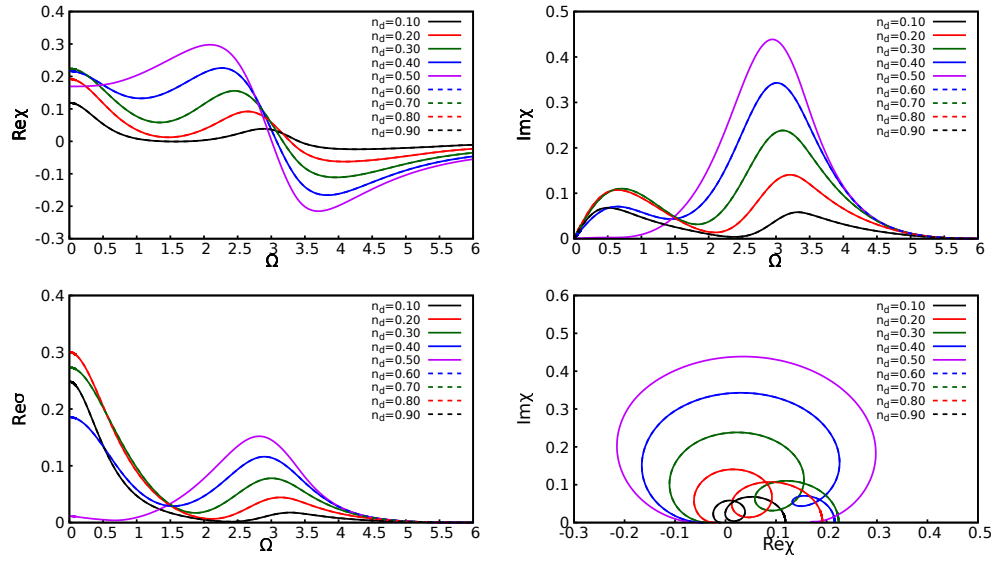 0.4
0.3
0.2
0.1
0
-0.1
-0.2
-0.3
Reχ
0 0.5 1 1.5 2 2.5 3 3.5 4 4.5 5 5.5 6
Ω
n_d=0.10
n_d=0.20
n_d=0.30
n_d=0.40
n_d=0.50
n_d=0.60
n_d=0.70
n_d=0.80
n_d=0.90
0.5
0.4
0.3
0.2
0.1
0
Imχ
0 0.5 1 1.5 2 2.5 3 3.5 4 4.5 5 5.5 6
Ω
n_d=0.10
n_d=0.20
n_d=0.30
n_d=0.40
n_d=0.50
n_d=0.60
n_d=0.70
n_d=0.80
n_d=0.90
0.4
0.3
0.2
0.1
0
Reσ
0 0.5 1 1.5 2 2.5 3 3.5 4 4.5 5 5.5 6
Ω
n_d=0.10
n_d=0.20
n_d=0.30
n_d=0.40
n_d=0.50
n_d=0.60
n_d=0.70
n_d=0.80
n_d=0.90
0.6
0.5
0.4
0.3
0.2
0.1
0
Imχ
-0.3 -0.2 -0.1 0 0.1 0.2 0.3 0.4 0.5
Reχ
n_d=0.10
n_d=0.20
n_d=0.30
n_d=0.40
n_d=0.50
n_d=0.60
n_d=0.70
n_d=0.80
n_d=0.90